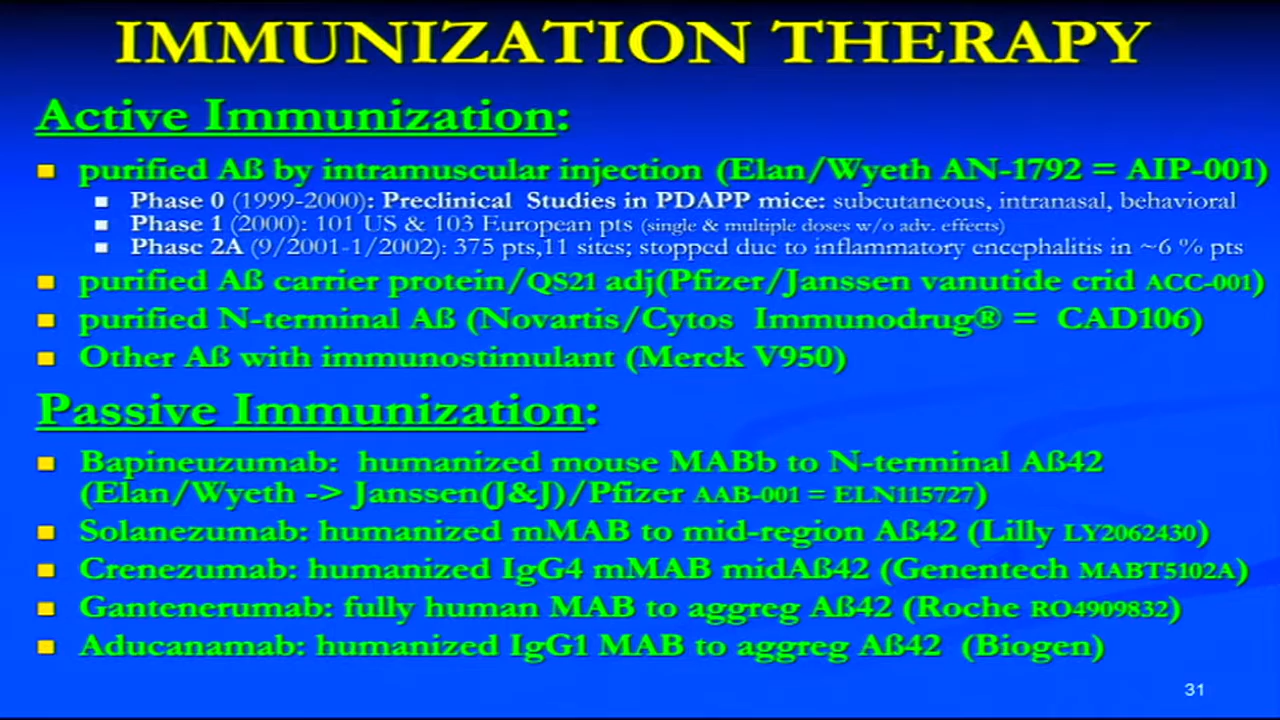 IMMUNIZATION THERAPY
Active Immunization:
purified Aß by intramuscular injection (Elan/Wyeth AN-1792 = AIP-001)
Phase 0 (1999-2000): Preclinical Studies in PDAPP mice: subcutaneous, intranasal, behavioral
Phase 1 (2000): 101 US & 103 European pts (single & multiple doses w/o adv. effects)
Phase 2A (9/2001-1/2002): 375 pts,11 sites; stopped due to inflammatory encephalitis in ~6 % pts
purified Aß carrier protein/QS21 adj(Pfizer/Janssen vanutide crid ACC-001)
purified N-terminal Aß (Novartis/Cytos Immunodrug® = CAD106)
Other Aß with immunostimulant (Merck V950)
Passive Immunization:
Bapineuzumab: humanized mouse MABb to N-terminal Aß42
(Elan/Wyeth -> Janssen(J&J)/Pfizer AAB-001 = ELN115727)
Solanezumab: humanized mMAB to mid-region Aß42 (Lilly LY2062430)
Crenezumab: humanized IgG4 mMAB midAß42 (Genentech MABT5102A)
Gantenerumab: fully human MAB to aggreg Aß42 (Roche RO4909832)
Aducanamab: humanized IgG1 MAB to aggreg Aß42 (Biogen)
31